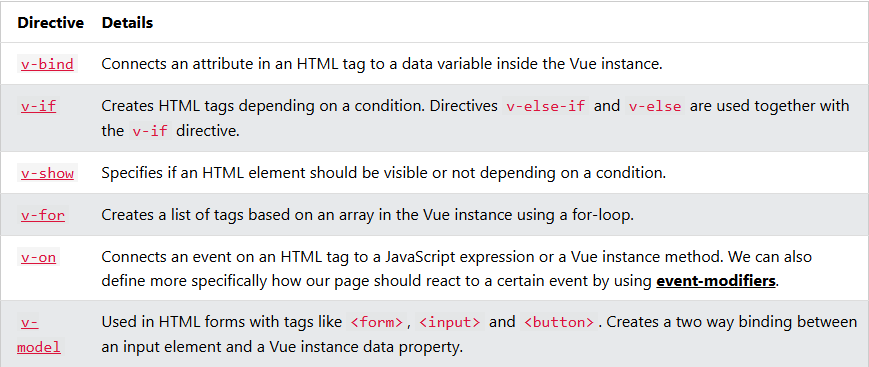 Directive Details
v-bind Connects an attribute in an HTML tag to a data variable inside the Vue instance.
v-if Creates HTML tags depending on a condition. Directives v-else-if and v-else are used together with
the v-if directive.
v-show Specifies if an HTML element should be visible or not depending on a condition.
v-for Creates a list of tags based on an array in the Vue instance using a for-loop.
v-on Connects an event on an HTML tag to a JavaScript expression or a Vue instance method. We can also
define more specifically how our page should react to a certain event by using event-modifiers.
v- Used in HTML forms with tags like <form>, <input> and <button>. Creates a two way binding between
model an input element and a Vue instance data property.